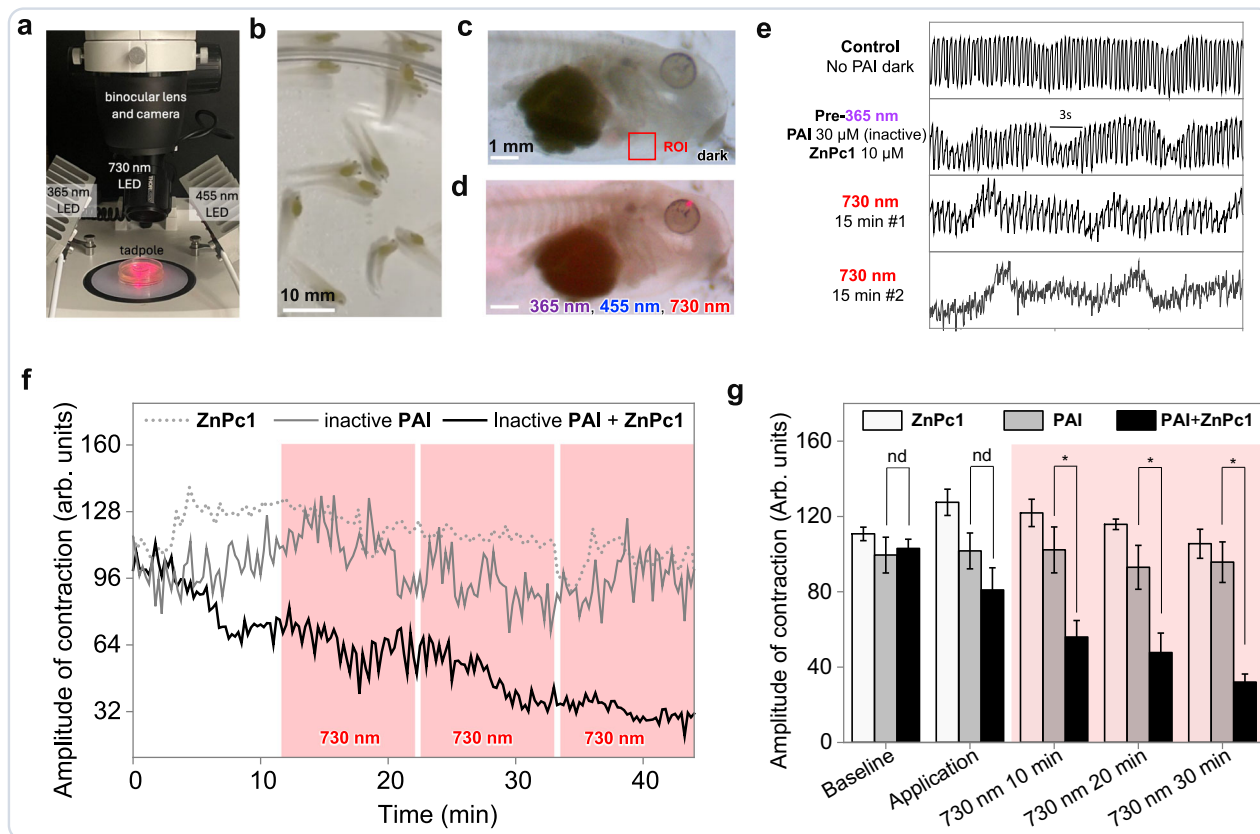 a
binocular lens
and camera
730 nm
LED
365 nm
LED
455 nm
LED
tadpole
b
10 mm
c
1 mm
ROI
dark
d
365 nm, 455 nm, 730 nm
e
Control
No PAI dark
Pre-365 nm
PAI 30 µM (inactive)
ZnPc1 10 µM
3s
730 nm
15 min #1
730 nm
15 min #2
f
Amplitude of contraction (arb. units)
160
128
96
64
32
ZnPc1
inactive PAI
Inactive PAI + ZnPc1
730 nm
730 nm
730 nm
0
10
20
30
40
Time (min)
g
Amplitude of contraction (Arb. units)
160
120
80
40
0
ZnPc1
PAI
PAI+ZnPc1
nd
nd
*
*
*
Baseline
Application
730 nm 10 min
730 nm 20 min
730 nm 30 min